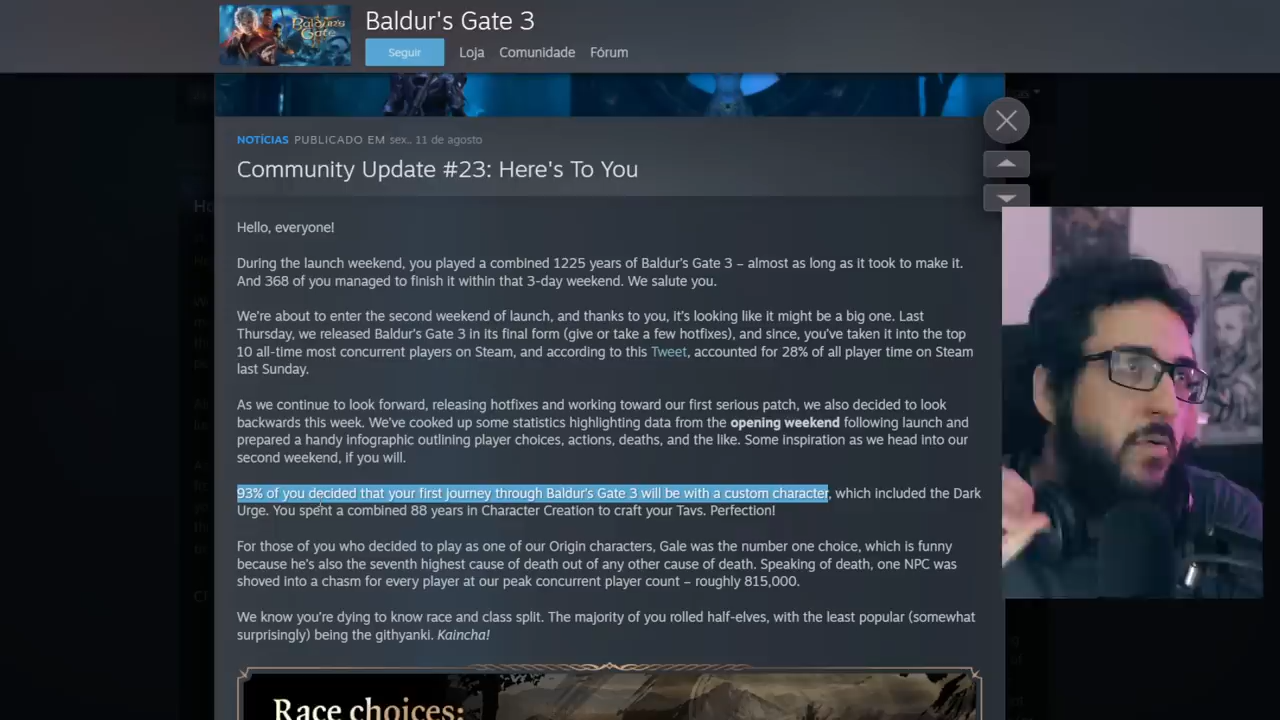 Baldur's Gate 3
Baldur's Gate
Seguir Loja Comunidade Fórum
NOTÍCIAS PUBLICADO EM sex., 11 de agosto
Community Update #23: Here's To You
Hello, everyone!
During the launch weekend, you played a combined 1225 years of Baldur's Gate 3 – almost as long as it took to make it.
And 368 of you managed to finish it within that 3-day weekend. We salute you.
We're about to enter the second weekend of launch, and thanks to you, it's looking like it might be a big one. Last
Thursday, we released Baldur's Gate 3 in its final form (give or take a few hotfixes), and since, you've taken it into the top
10 all-time most concurrent players on Steam, and according to this Tweet, accounted for 28% of all player time on Steam
last Sunday.
As we continue to look forward, releasing hotfixes and working toward our first serious patch, we also decided to look
backwards this week. We've cooked up some statistics highlighting data from the opening weekend following launch and
prepared a handy infographic outlining player choices, actions, deaths, and the like. Some inspiration as we head into our
second weekend, if you will.
93% of you decided that your first journey through Baldur's Gate 3 will be with a custom character, which included the Dark
Urge. You spent a combined 88 years in Character Creation to craft your Tavs. Perfection!
For those of you who decided to play as one of our Origin characters, Gale was the number one choice, which is funny
because he's also the seventh highest cause of death out of any other cause of death. Speaking of death, one NPC was
shoved into a chasm for every player at our peak concurrent player count – roughly 815,000.
We know you're dying to know race and class split. The majority of you rolled half-elves, with the least popular (somewhat
surprisingly) being the githyanki. Kaincha!
Race choices: